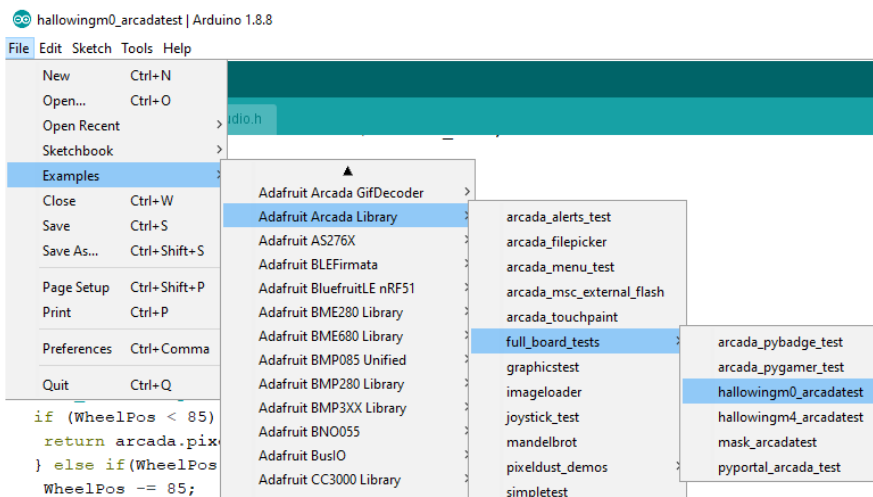 hallowingm0_arcadatest | Arduino 1.8.8
File Edit Sketch Tools Help
New Ctrl+N
Open... Ctrl+O
Open Recent >
Sketchbook >
Examples >
Close Ctrl+W
Save Ctrl+S
Save As... Ctrl+Shift+S
Page Setup Ctrl+Shift+P
Print Ctrl+P
Preferences Ctrl+Comma
Quit Ctrl+Q
udio.h
Adafruit Arcada GifDecoder >
Adafruit Arcada Library >
Adafruit AS276X >
Adafruit BLEFirmata >
Adafruit BluefruitLE nRF51 >
Adafruit BME280 Library >
Adafruit BME680 Library >
Adafruit BMP085 Unified >
Adafruit BMP280 Library >
Adafruit BMP3XX Library >
Adafruit BNO055 >
Adafruit BusIO >
Adafruit CC3000 Library >
arcada_alerts_test
arcada_filepicker
arcada_menu_test
arcada_msc_external_flash
arcada_touchpaint
full_board_tests >
graphicstest
imageloader
joystick_test
mandelbrot
pixeldust_demos >
simpletest
arcada_pybadge_test
arcada_pygamer_test
hallowingm0_arcadatest
hallowingm4_arcadatest
mask_arcadatest
pyportal_arcada_test
if (WheelPos < 85)
return arcada.pix
} else if(WheelPos
WheelPos -= 85;